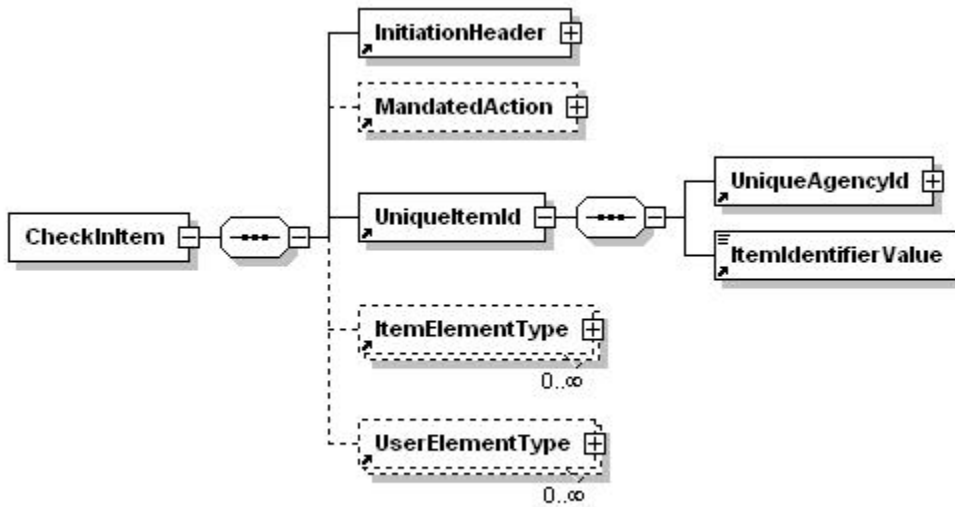 InitiationHeader
MandatedAction
UniqueAgencyId
CheckInItem
UniqueItemId
ItemIdentifierValue
ItemElementType
0..∞
UserElementType
0..∞